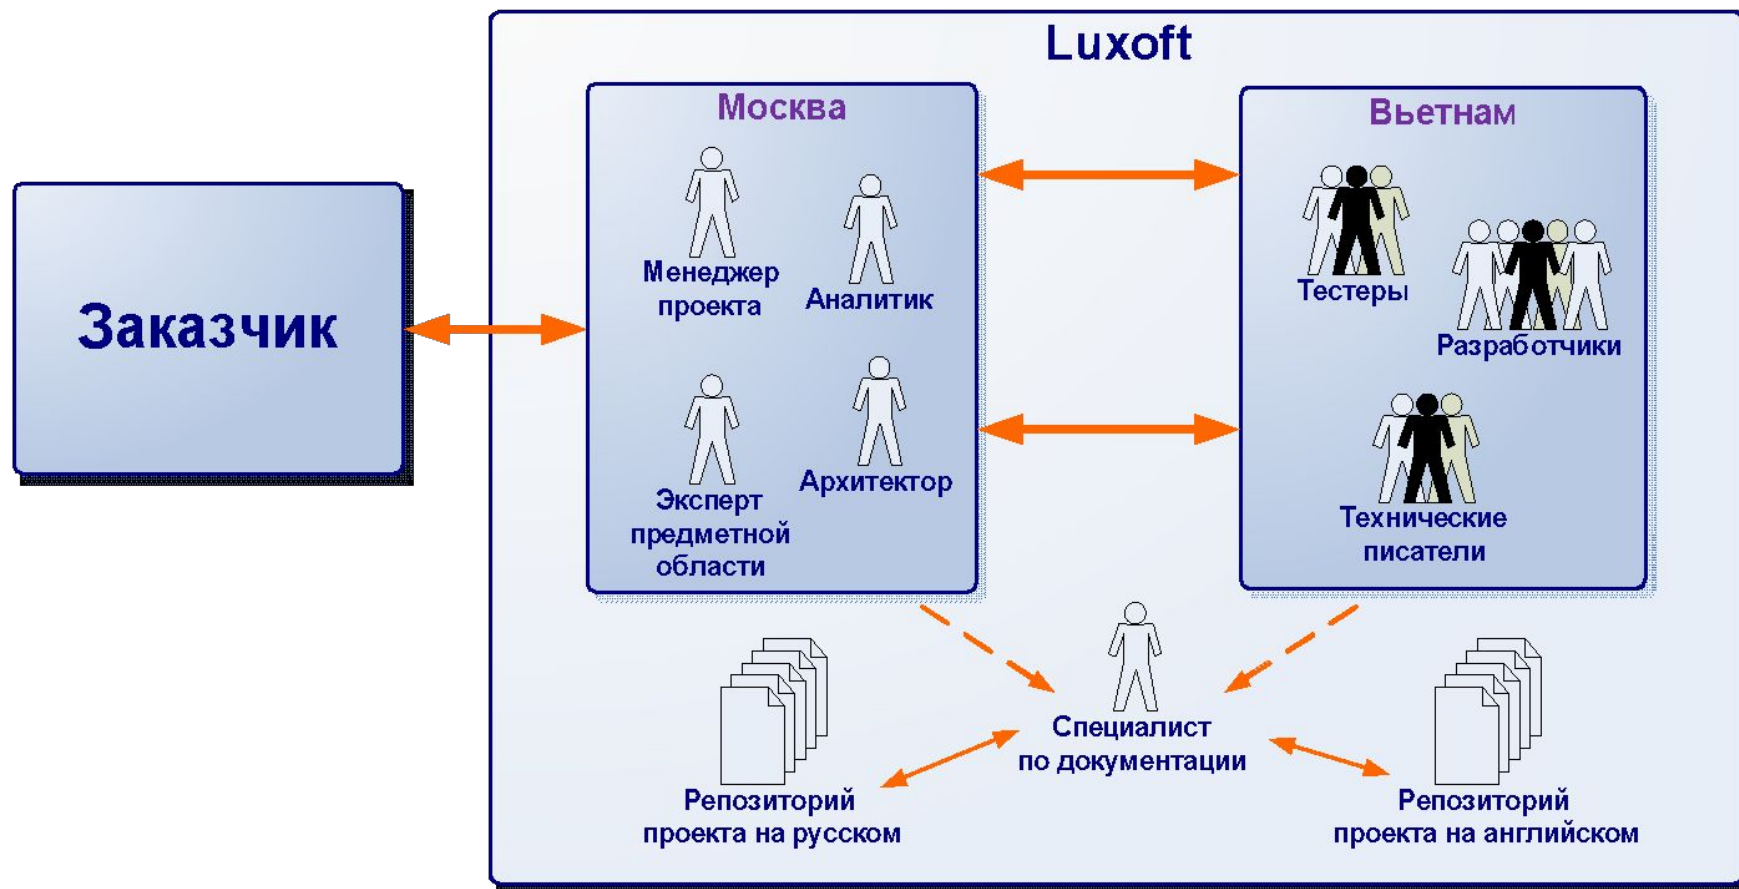 Luxoft
Москва
Вьетнам
Заказчик
Менеджер
проекта
Аналитик
Эксперт
предметной
области
Архитектор
Тестеры
Разработчики
Технические
писатели
Специалист
по документации
Репозиторий
проекта на русском
Репозиторий
проекта на английском